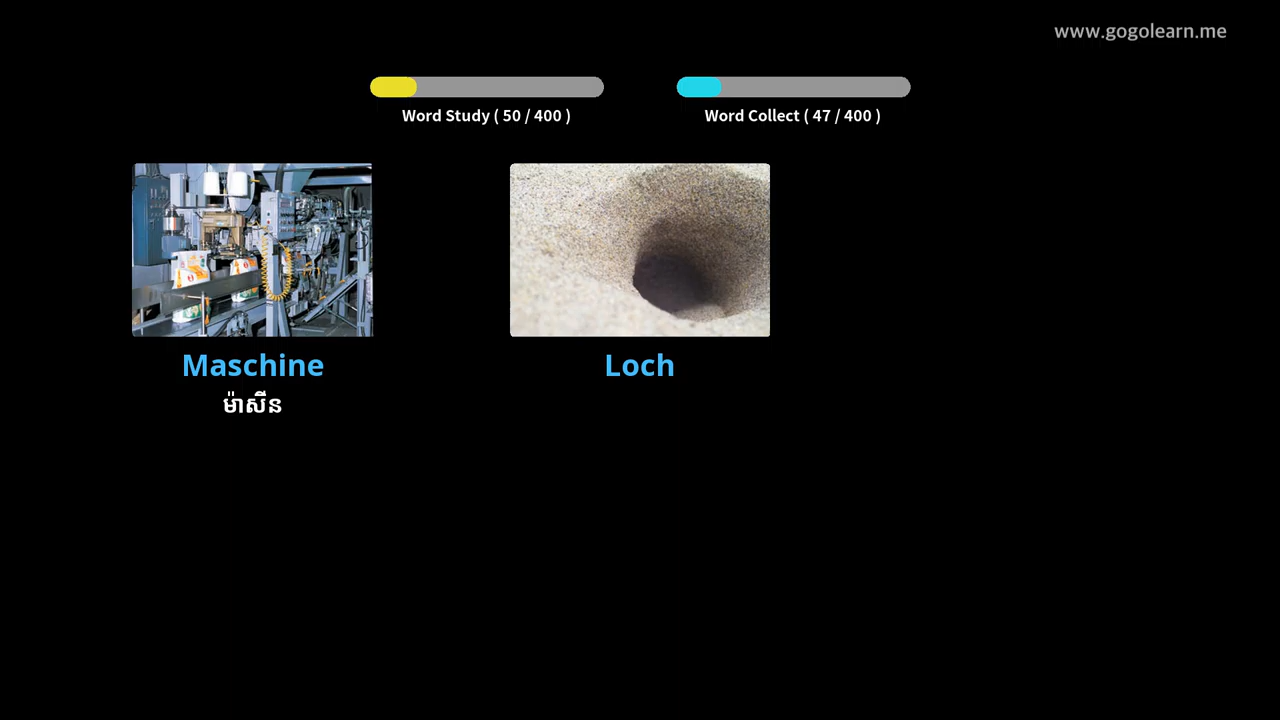 www.gogolearn.me
Word Study ( 50 / 400 )
Word Collect ( 47 / 400 )
Maschine
ម៉ាស៊ីន
Loch